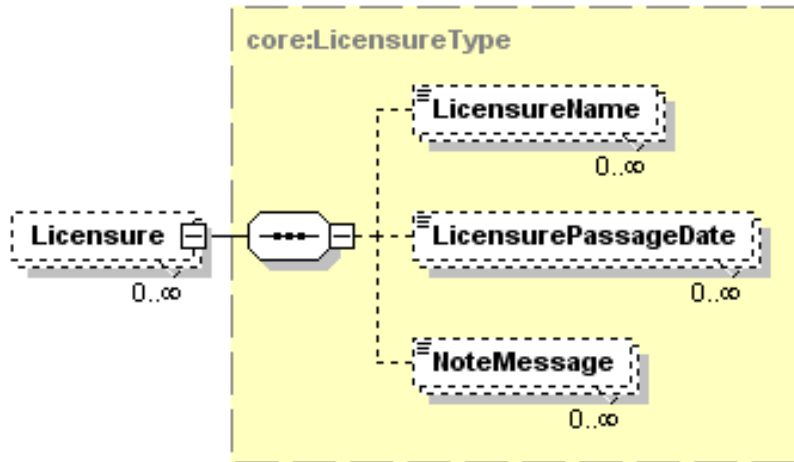 core:LicensureType
LicensureName
0..∞
Licensure
0..∞
LicensurePassageDate
0..∞
NoteMessage
0..∞